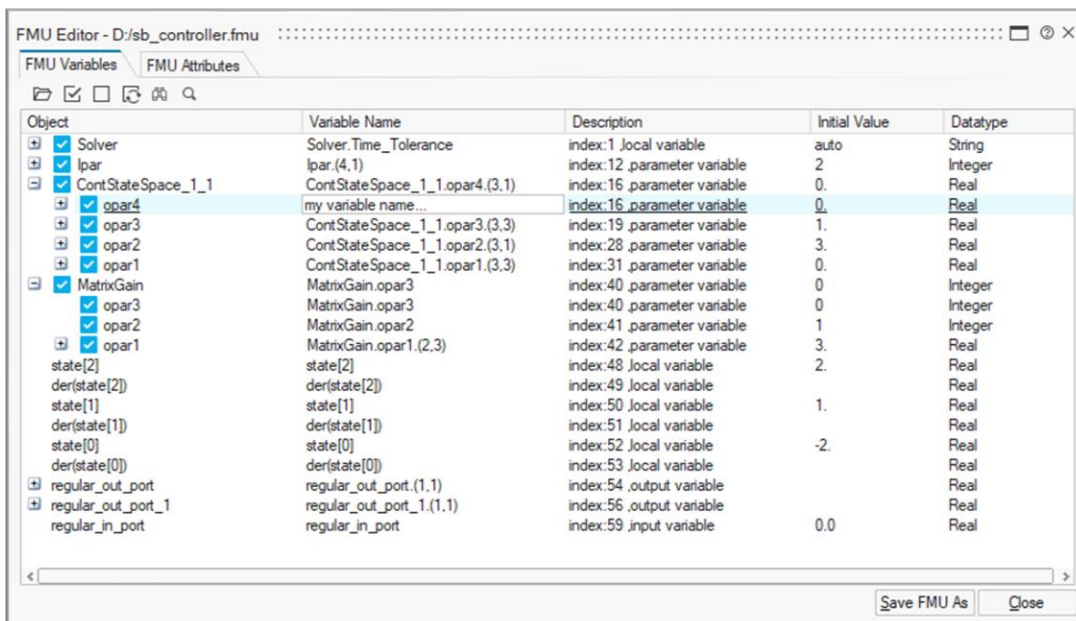 FMU Editor - D:/sb_controller.fmu
FMU Variables FMU Attributes
Object Variable Name Description Initial Value Datatype
Solver Solver.Time_Tolerance index:1 ,local variable auto String
Ipar Ipar.(4,1) index:12 ,parameter variable 2 Integer
ContStateSpace_1_1 ContStateSpace_1_1.opar4.(3,1) index:16 ,parameter variable 0. Real
opar4 my variable name... index:16 ,parameter variable 0. Real
opar3 ContStateSpace_1_1.opar3.(3,3) index:19 ,parameter variable 1. Real
opar2 ContStateSpace_1_1.opar2.(3,1) index:28 ,parameter variable 3. Real
opar1 ContStateSpace_1_1.opar1.(3,3) index:31 ,parameter variable 0. Real
MatrixGain MatrixGain.opar3 index:40 ,parameter variable 0 Integer
opar3 MatrixGain.opar3 index:40 ,parameter variable 0 Integer
opar2 MatrixGain.opar2 index:41 ,parameter variable 1 Integer
opar1 MatrixGain.opar1.(2,3) index:42 ,parameter variable 3. Real
state[2] state[2] index:48 ,local variable 2. Real
der(state[2]) der(state[2]) index:49 ,local variable Real
state[1] state[1] index:50 ,local variable 1. Real
der(state[1]) der(state[1]) index:51 ,local variable Real
state[0] state[0] index:52 ,local variable -2. Real
der(state[0]) der(state[0]) index:53 ,local variable Real
regular_out_port regular_out_port.(1,1) index:54 ,output variable Real
regular_out_port_1 regular_out_port_1.(1,1) index:56 ,output variable Real
regular_in_port regular_in_port index:59 ,input variable 0.0 Real
Save FMU As Close